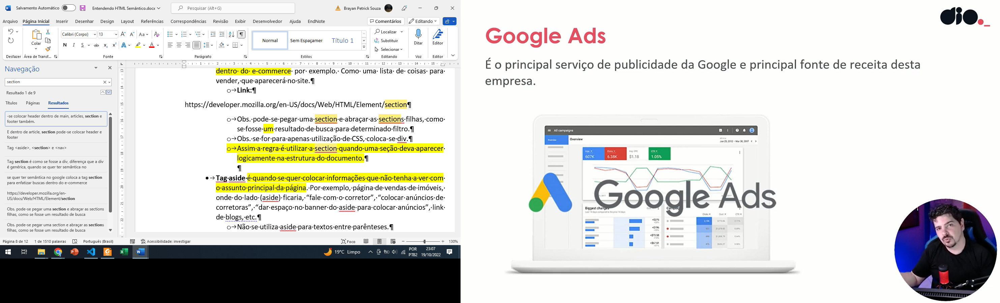 Salvamento Automático
Entendendo HTML Semântico.docx
Pesquisar (Alt+G)
Brayan Petrick Souza
Arquivo Página Inicial Inserir Desenhar Design Layout Referências Correspondências Revisão Exibir Desenvolvedor Ajuda EndNote
Comentários Editando
Colar
Calibri (Corpo) 13
Normal Sem Espaçamer Título 1
Localizar
Substituir
Selecionar
Ditar
Editor
Desfazer Área de Transf... Fonte Parágrafo Estilos Editando Voz Editor
Navegação
section
Resultado 1 de 9
Títulos Páginas Resultados
-se colocar header dentro de main, articles, section e
footer também.
E dentro de article, section pode-se colocar header e
footer
Tag <aside>, <section> e <nav>
Tag section é como se fosse a div, diferença que a div
é genérica, quando se quer ter semântica no
se quer ter semântica no google coloca a tag section
para enfatizar buscas dentro do e-commerce
https://developer.mozilla.org/en-
US/docs/Web/HTML/Element/section
Obs. pode-se pegar uma section e abraçar as sections
filhas, como se fosse um resultado de busca
Obs. pode-se pegar uma section e abraçar as sections
filhas, como se fosse um resultado de busca
dentro do e-commerce por exemplo. Como uma lista de coisas para
vender, que aparecerá no site.¶
Link:¶
https://developer.mozilla.org/en-US/docs/Web/HTML/Element/section¶
Obs. pode-se pegar uma section e abraçar as sections filhas, como
se fosse um resultado de busca para determinado filtro.¶
Obs. se for para apenas utilização de CSS, coloca-se div.¶
Assim a regra é utilizar a section quando uma seção deva aparecer
logicamente na estrutura do documento.¶
¶
Tag aside é quando se quer colocar informações que não tenha a ver com
o assunto principal da página. Por exemplo, página de vendas de imóveis,
onde do lado (aside) ficaria, “fale com o corretor”, “colocar anúncios de
corretoras”, “dar espaço no banner do aside para colocar anúncios”, link
de blogs, etc.¶
Não se utiliza aside para textos entre parênteses.¶
Página 8 de 12 1 de 1510 palavras Português (Brasil) Acessibilidade: investigar Foco 130%
19°C Limpo
POR
PTB2
23:07
19/10/2022
dio._
Google Ads
É o principal serviço de publicidade da Google e principal fonte de receita desta
empresa.
All campaigns
Overview
Overview
Jun 25, 2012 – Mar 30, 2017
Clicks CTR
607K 6.38K $1.18 1.05%
Google Ads
Biggest changes
Clicks Cost CTR